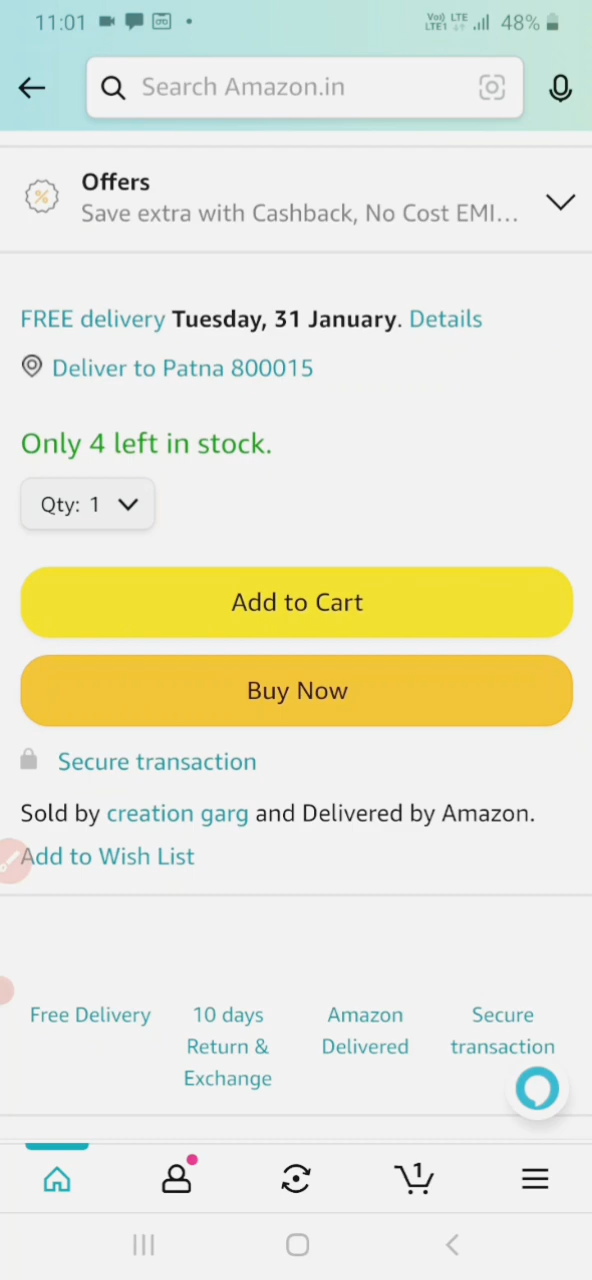 11:01
Vo)) LTE
LTE1
48%
Search Amazon.in
Offers
Save extra with Cashback, No Cost EMI...
FREE delivery Tuesday, 31 January. Details
Deliver to Patna 800015
Only 4 left in stock.
Qty: 1
Add to Cart
Buy Now
Secure transaction
Sold by creation garg and Delivered by Amazon.
Add to Wish List
Free Delivery
10 days
Return &
Exchange
Amazon
Delivered
Secure
transaction
1